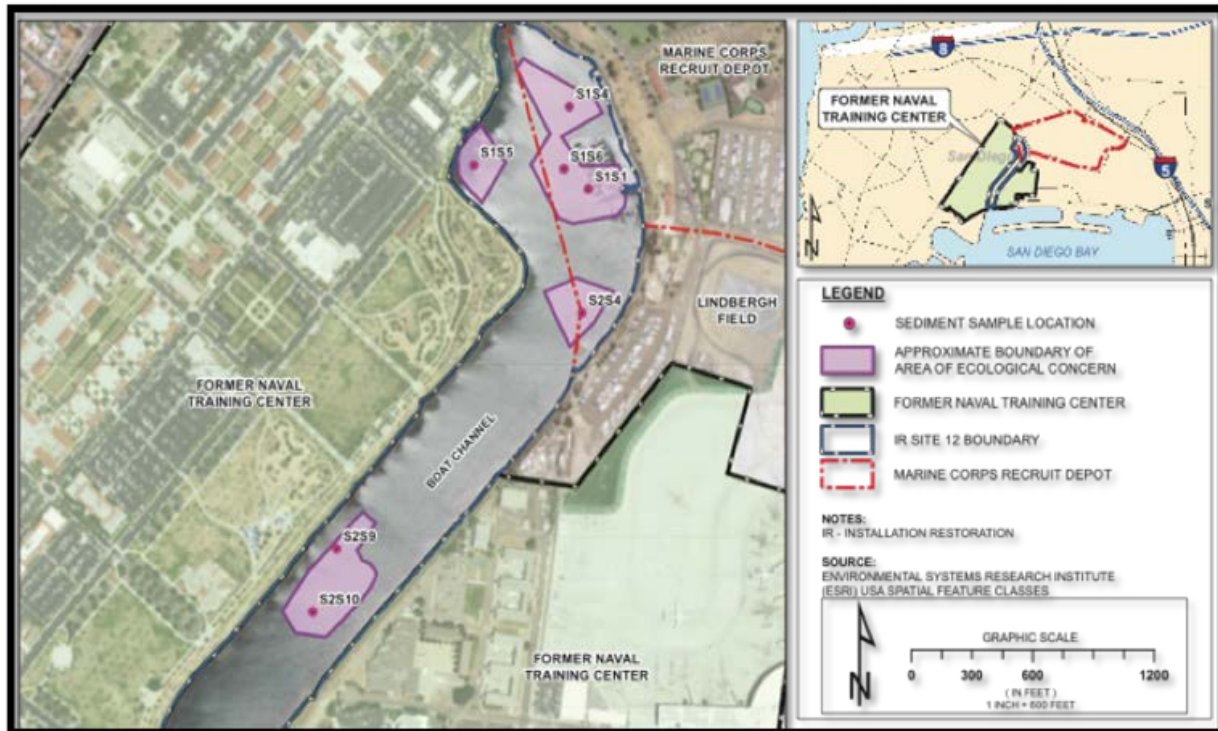 MARINE CORPS
RECRUIT DEPOT
S1S4
S1S5
S1S6
S1S1
S2S4
LINDBERGH
FIELD
FORMER NAVAL
TRAINING CENTER
BOAT CHANNEL
S2S9
S2S10
FORMER NAVAL
TRAINING CENTER
8
FORMER NAVAL
TRAINING CENTER
San Diego
5
N
SAN DIEGO BAY
LEGEND
SEDIMENT SAMPLE LOCATION
APPROXIMATE BOUNDARY OF
AREA OF ECOLOGICAL CONCERN
FORMER NAVAL TRAINING CENTER
IR SITE 12 BOUNDARY
MARINE CORPS RECRUIT DEPOT
NOTES:
IR - INSTALLATION RESTORATION
SOURCE:
ENVIRONMENTAL SYSTEMS RESEARCH INSTITUTE
(ESRI) USA SPATIAL FEATURE CLASSES
N
GRAPHIC SCALE
0 300 600 1200
( IN FEET )
1 INCH = 600 FEET